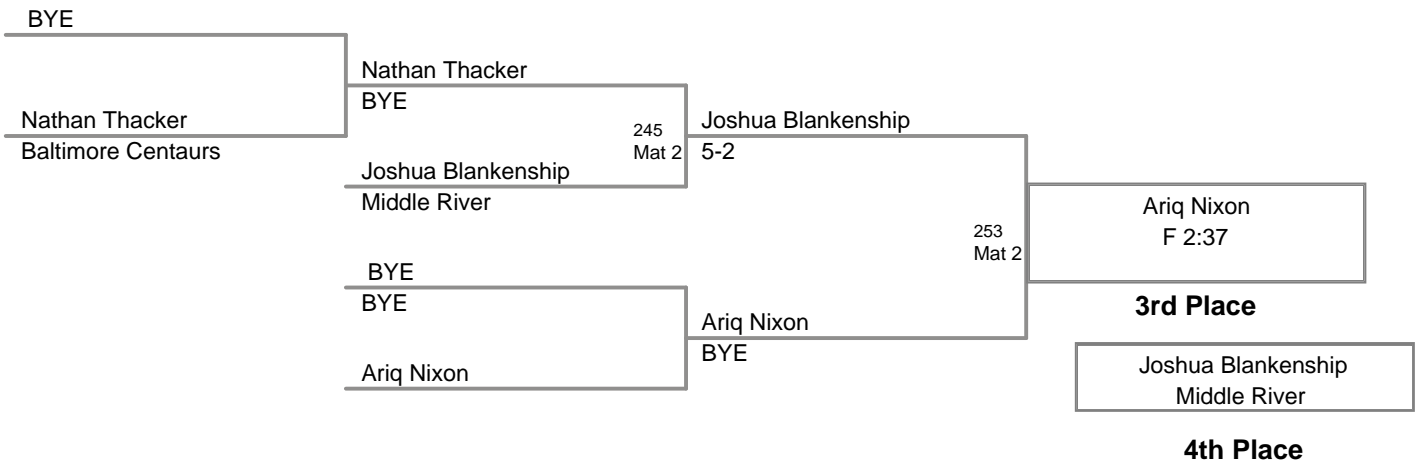 BYE
Nathan Thacker
Baltimore Centaurs
Nathan Thacker
BYE
245
Mat 2
Joshua Blankenship
Middle River
BYE
BYE
Ariq Nixon
Joshua Blankenship
5-2
253
Mat 2
Ariq Nixon
BYE
Ariq Nixon
F 2:37
3rd Place
Joshua Blankenship
Middle River
4th Place